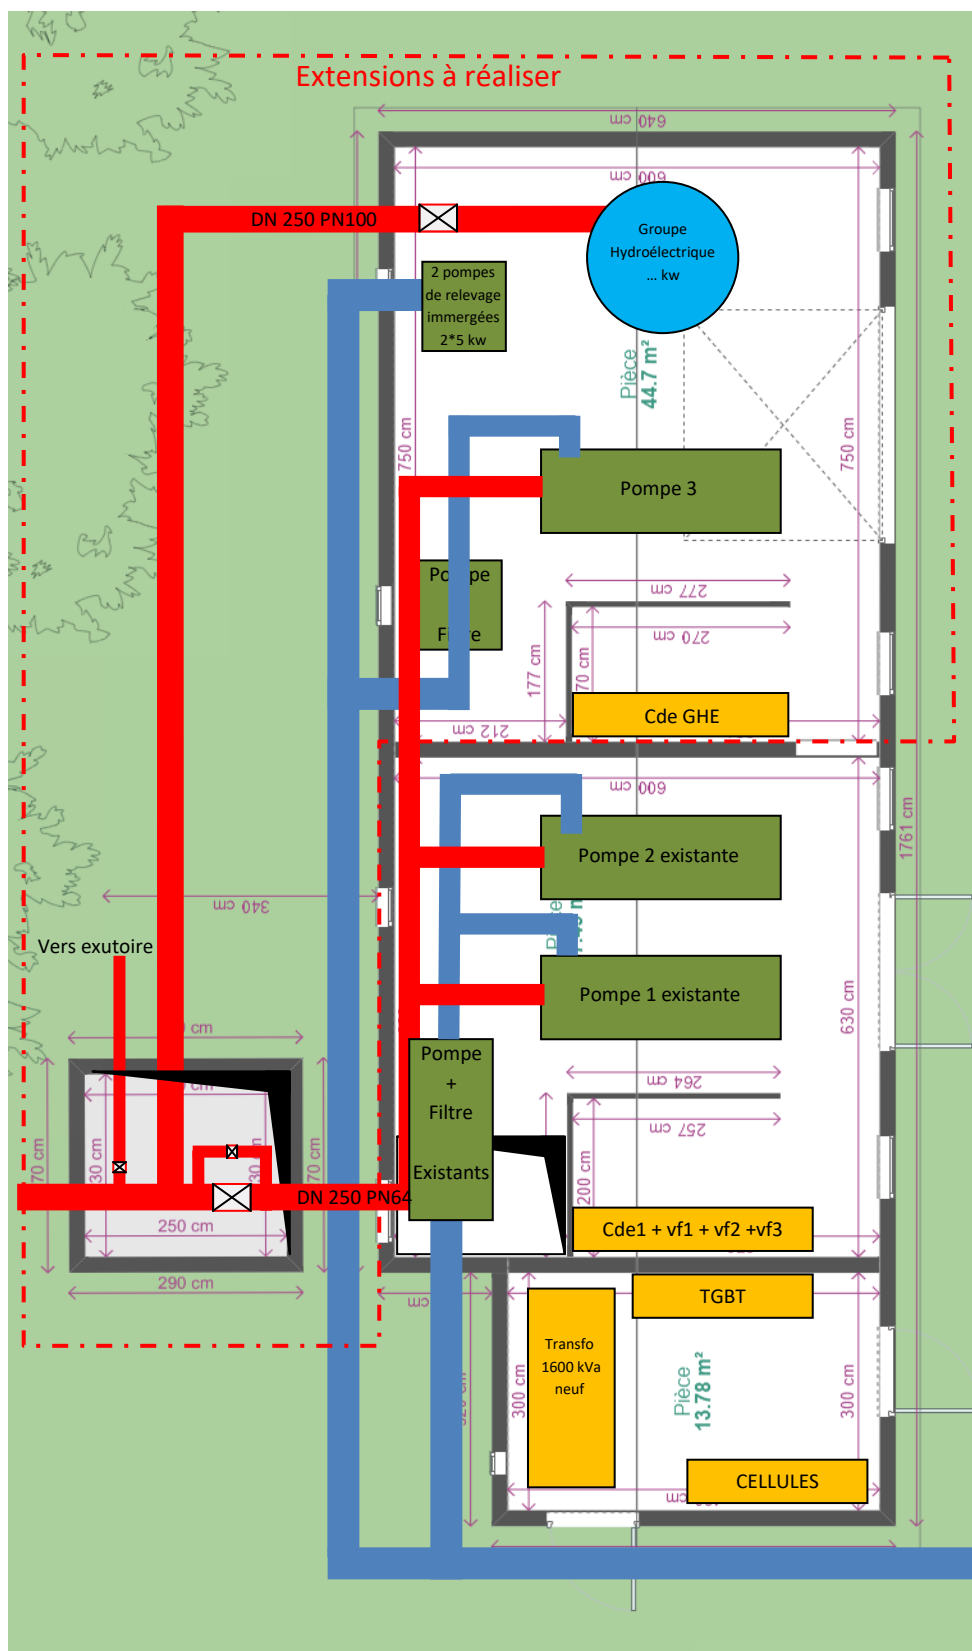 Extensions à réaliser
640 cm
600 cm
DN 250 PN100
Groupe
Hydroélectrique
... kw
2 pompes
de relevage
immergées
2*5 kw
Pièce
44.7 m²
750 cm
750 cm
Pompe 3
Pompe
Filtre
277 cm
270 cm
177 cm
70 cm
Cde GHE
212 cm
600 cm
Pompe 2 existante
1761 cm
340 cm
Vers exutoire
Pompe 1 existante
630 cm
Pompe
+
Filtre
Existants
264 cm
257 cm
200 cm
70 cm
30
30
70 cm
DN 250 PN64
250 cm
290 cm
Cde1 + vf1 + vf2 +vf3
TGBT
cm
Transfo
1600 kVa
neuf
300 cm
Pièce
13.78 m²
300 cm
CELLULES
cm